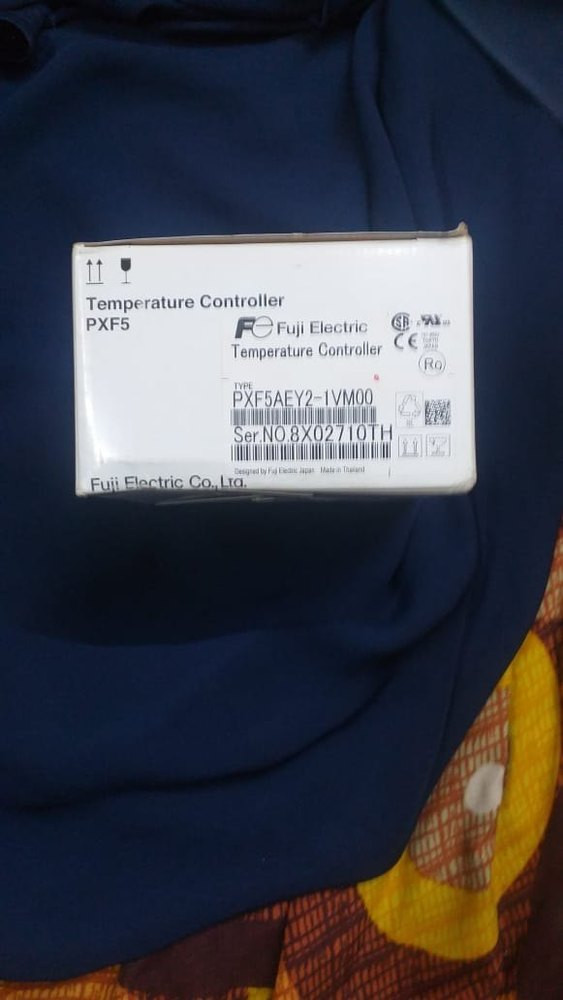 Temperature Controller
PXF5
Fuji Electric
Temperature Controller
TYPE
PXF5AEY2-1VM00
Ser.NO.8X02710TH
Designed by Fuji Electric Japan Made in Thailand
Fuji Electric Co.,Ltd.